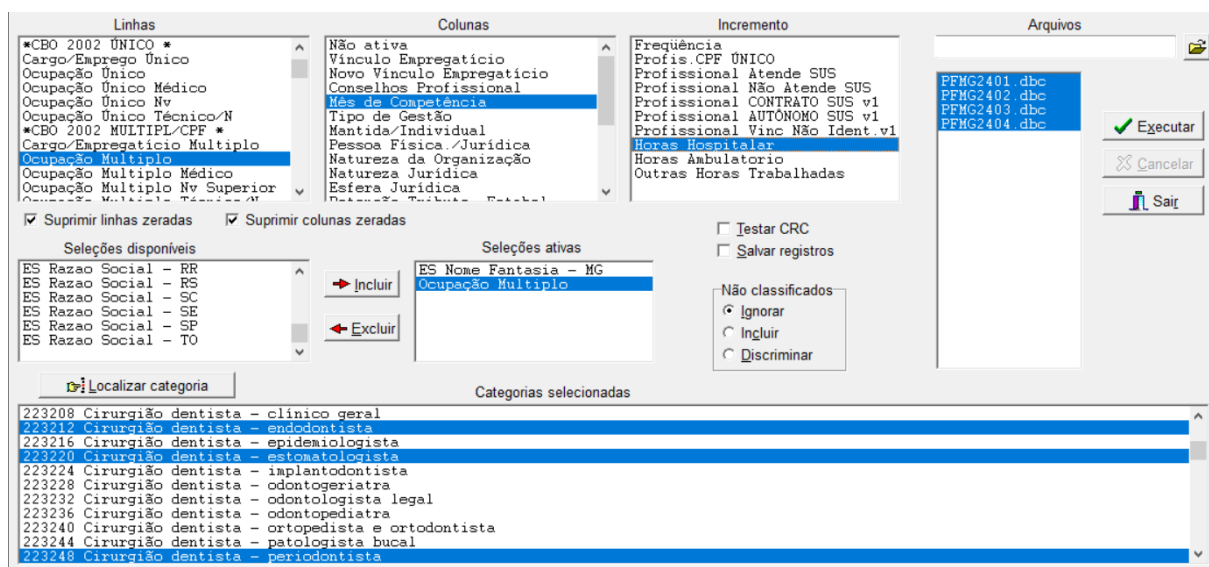 Linhas
*CBO 2002 ÚNICO *
Cargo/Emprego Único
Ocupação Único
Ocupação Único Médico
Ocupação Único Nv
Ocupação Único Técnico/N
*CBO 2002 MULTIPL/CPF *
Cargo/Empregaticio Multiplo
Ocupação Multiplo
Ocupação Multiplo Médico
Ocupação Multiplo Nv Superior
Ocupação Multiplo Técnico/N
Colunas
Não ativa
Vínculo Empregatício
Novo Vínculo Empregatício
Conselhos Profissional
Mês de Competência
Tipo de Gestão
Mantida/Individual
Pessoa Física./Jurídica
Natureza da Organização
Natureza Jurídica
Esfera Jurídica
Incremento
Freqüência
Profis.CPF ÚNICO
Profissional Atende SUS
Profissional Não Atende SUS
Profissional CONTRATO SUS v1
Profissional AUTÔNOMO SUS v1
Profissional Vinc Não Ident.v1
Horas Hospitalar
Horas Ambulatorio
Outras Horas Trabalhadas
Arquivos
PFMG2401.dbc
PFMG2402.dbc
PFMG2403.dbc
PFMG2404.dbc
Executar
Cancelar
Sair
Suprimir linhas zeradas
Suprimir colunas zeradas
Testar CRC
Salvar registros
Seleções disponíveis
ES Razao Social - RR
ES Razao Social - RS
ES Razao Social - SC
ES Razao Social - SE
ES Razao Social - SP
ES Razao Social - TO
Incluir
Excluir
Seleções ativas
ES Nome Fantasia - MG
Ocupação Multiplo
Não classificados
Ignorar
Incluir
Discriminar
Localizar categoria
Categorias selecionadas
223208 Cirurgião dentista - clínico geral
223212 Cirurgião dentista - endodontista
223216 Cirurgião dentista - epidemiologista
223220 Cirurgião dentista - estomatologista
223224 Cirurgião dentista - implantodontista
223228 Cirurgião dentista - odontogeriatra
223232 Cirurgião dentista - odontologista legal
223236 Cirurgião dentista - odontopediatra
223240 Cirurgião dentista - ortopedista e ortodontista
223244 Cirurgião dentista - patologista bucal
223248 Cirurgião dentista - periodontista